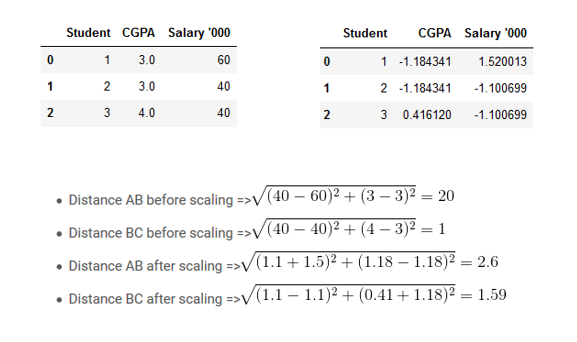 Student CGPA Salary '000
0 1 3.0 60
1 2 3.0 40
2 3 4.0 40
Student CGPA Salary '000
0 1 -1.184341 1.520013
1 2 -1.184341 -1.100699
2 3 0.416120 -1.100699
• Distance AB before scaling =>√(40 − 60)² + (3 − 3)² = 20
• Distance BC before scaling =>√(40 − 40)² + (4 − 3)² = 1
• Distance AB after scaling =>√(1.1 + 1.5)² + (1.18 − 1.18)² = 2.6
• Distance BC after scaling =>√(1.1 − 1.1)² + (0.41 + 1.18)² = 1.59